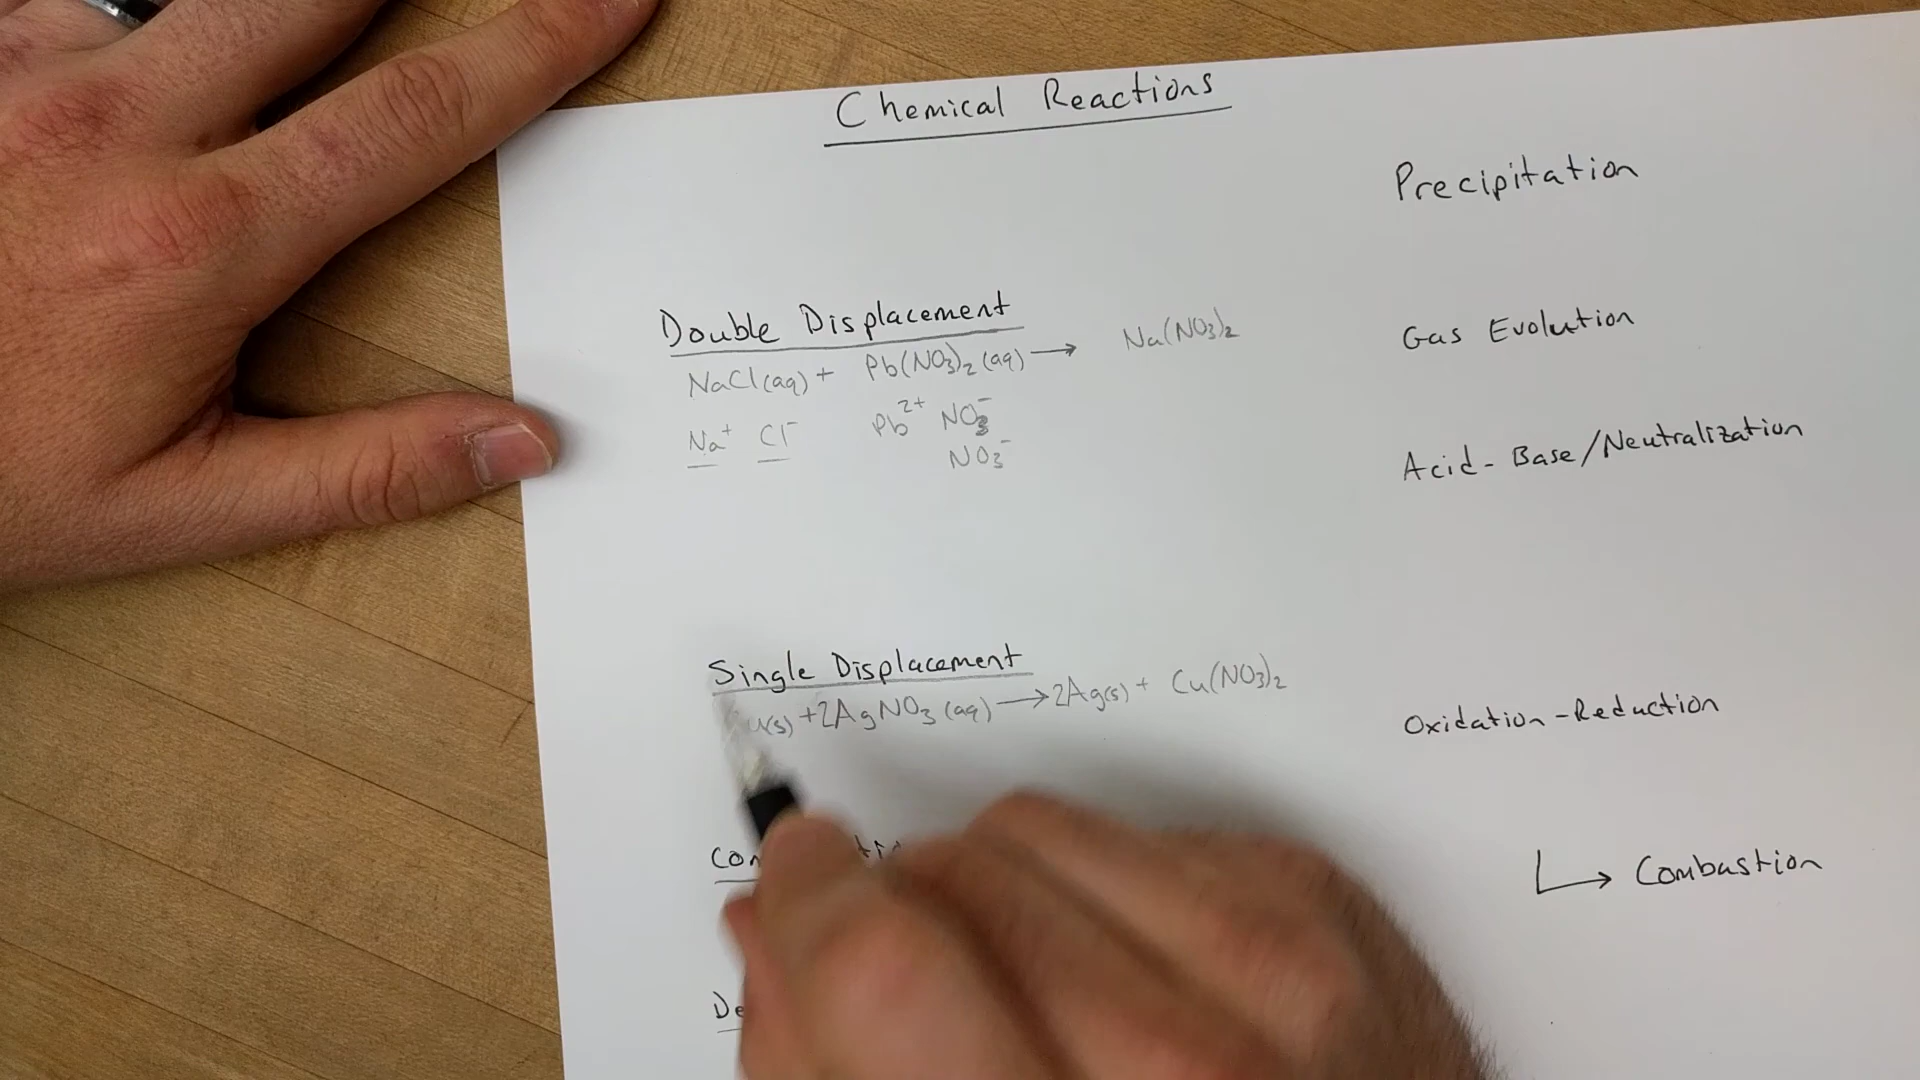 Chemical Reactions
Precipitation
Double Displacement
Gas Evolution
NaCl(aq) + Pb(NO3)2 (aq) → Na(NO3)2
Na+ Cl- Pb2+ NO3-
NO3-
Acid-Base/Neutralization
Single Displacement
+2AgNO3(aq) → 2Ag(s) + Cu(NO3)2
Oxidation-Reduction
Combustion